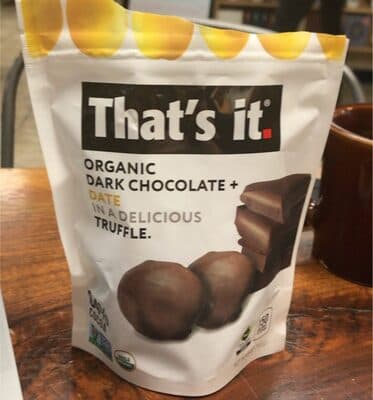 That's it.
ORGANIC
DARK CHOCOLATE +
DATE
IN A DELICIOUS
TRUFFLE.